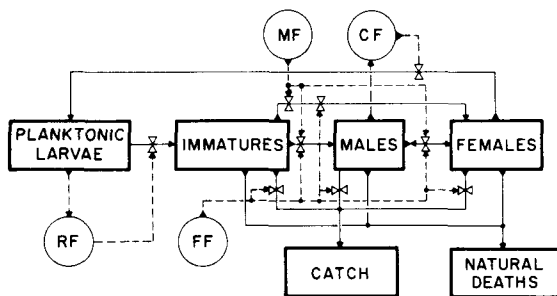 MF
CF
PLANKTONIC
LARVAE
IMMATURES
MALES
FEMALES
RF
FF
CATCH
NATURAL
DEATHS